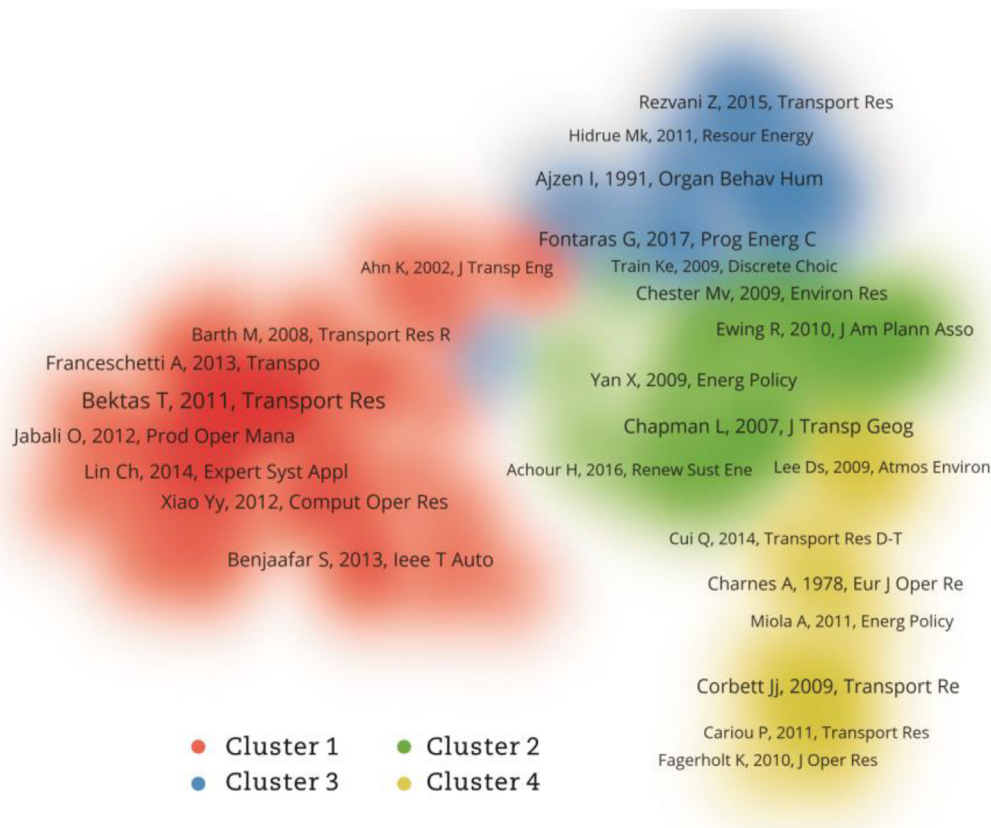 Rezvani Z, 2015, Transport Res
Hidrue Mk, 2011, Resour Energy
Ajzen I, 1991, Organ Behav Hum
Fontaras G, 2017, Prog Energ C
Ahn K, 2002, J Transp Eng
Train Ke, 2009, Discrete Choic
Chester Mv, 2009, Environ Res
Ewing R, 2010, J Am Plann Asso
Barth M, 2008, Transport Res R
Franceschetti A, 2013, Transpo
Yan X, 2009, Energ Policy
Bektas T, 2011, Transport Res
Chapman L, 2007, J Transp Geog
Jabali O, 2012, Prod Oper Mana
Achour H, 2016, Renew Sust Ene
Lee Ds, 2009, Atmos Environ
Lin Ch, 2014, Expert Syst Appl
Xiao Yy, 2012, Comput Oper Res
Cui Q, 2014, Transport Res D-T
Benjaafar S, 2013, Ieee T Auto
Charnes A, 1978, Eur J Oper Re
Miola A, 2011, Energ Policy
Corbett Jj, 2009, Transport Re
Cariou P, 2011, Transport Res
Fagerholt K, 2010, J Oper Res
Cluster 1
Cluster 2
Cluster 3
Cluster 4